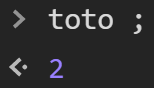 > toto ;
<· 2